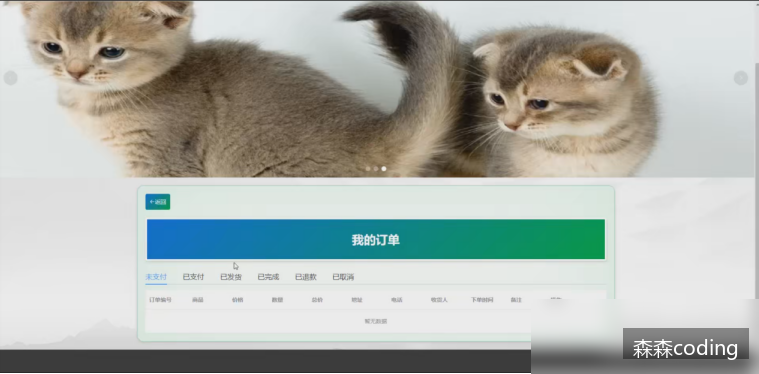 返回
我的订单
未支付 已支付 已发货 已完成 已退款 已取消
订单编号 商品 价格 数量 总价 地址 电话 收货人 下单时间 备注
暂无数据
森森coding